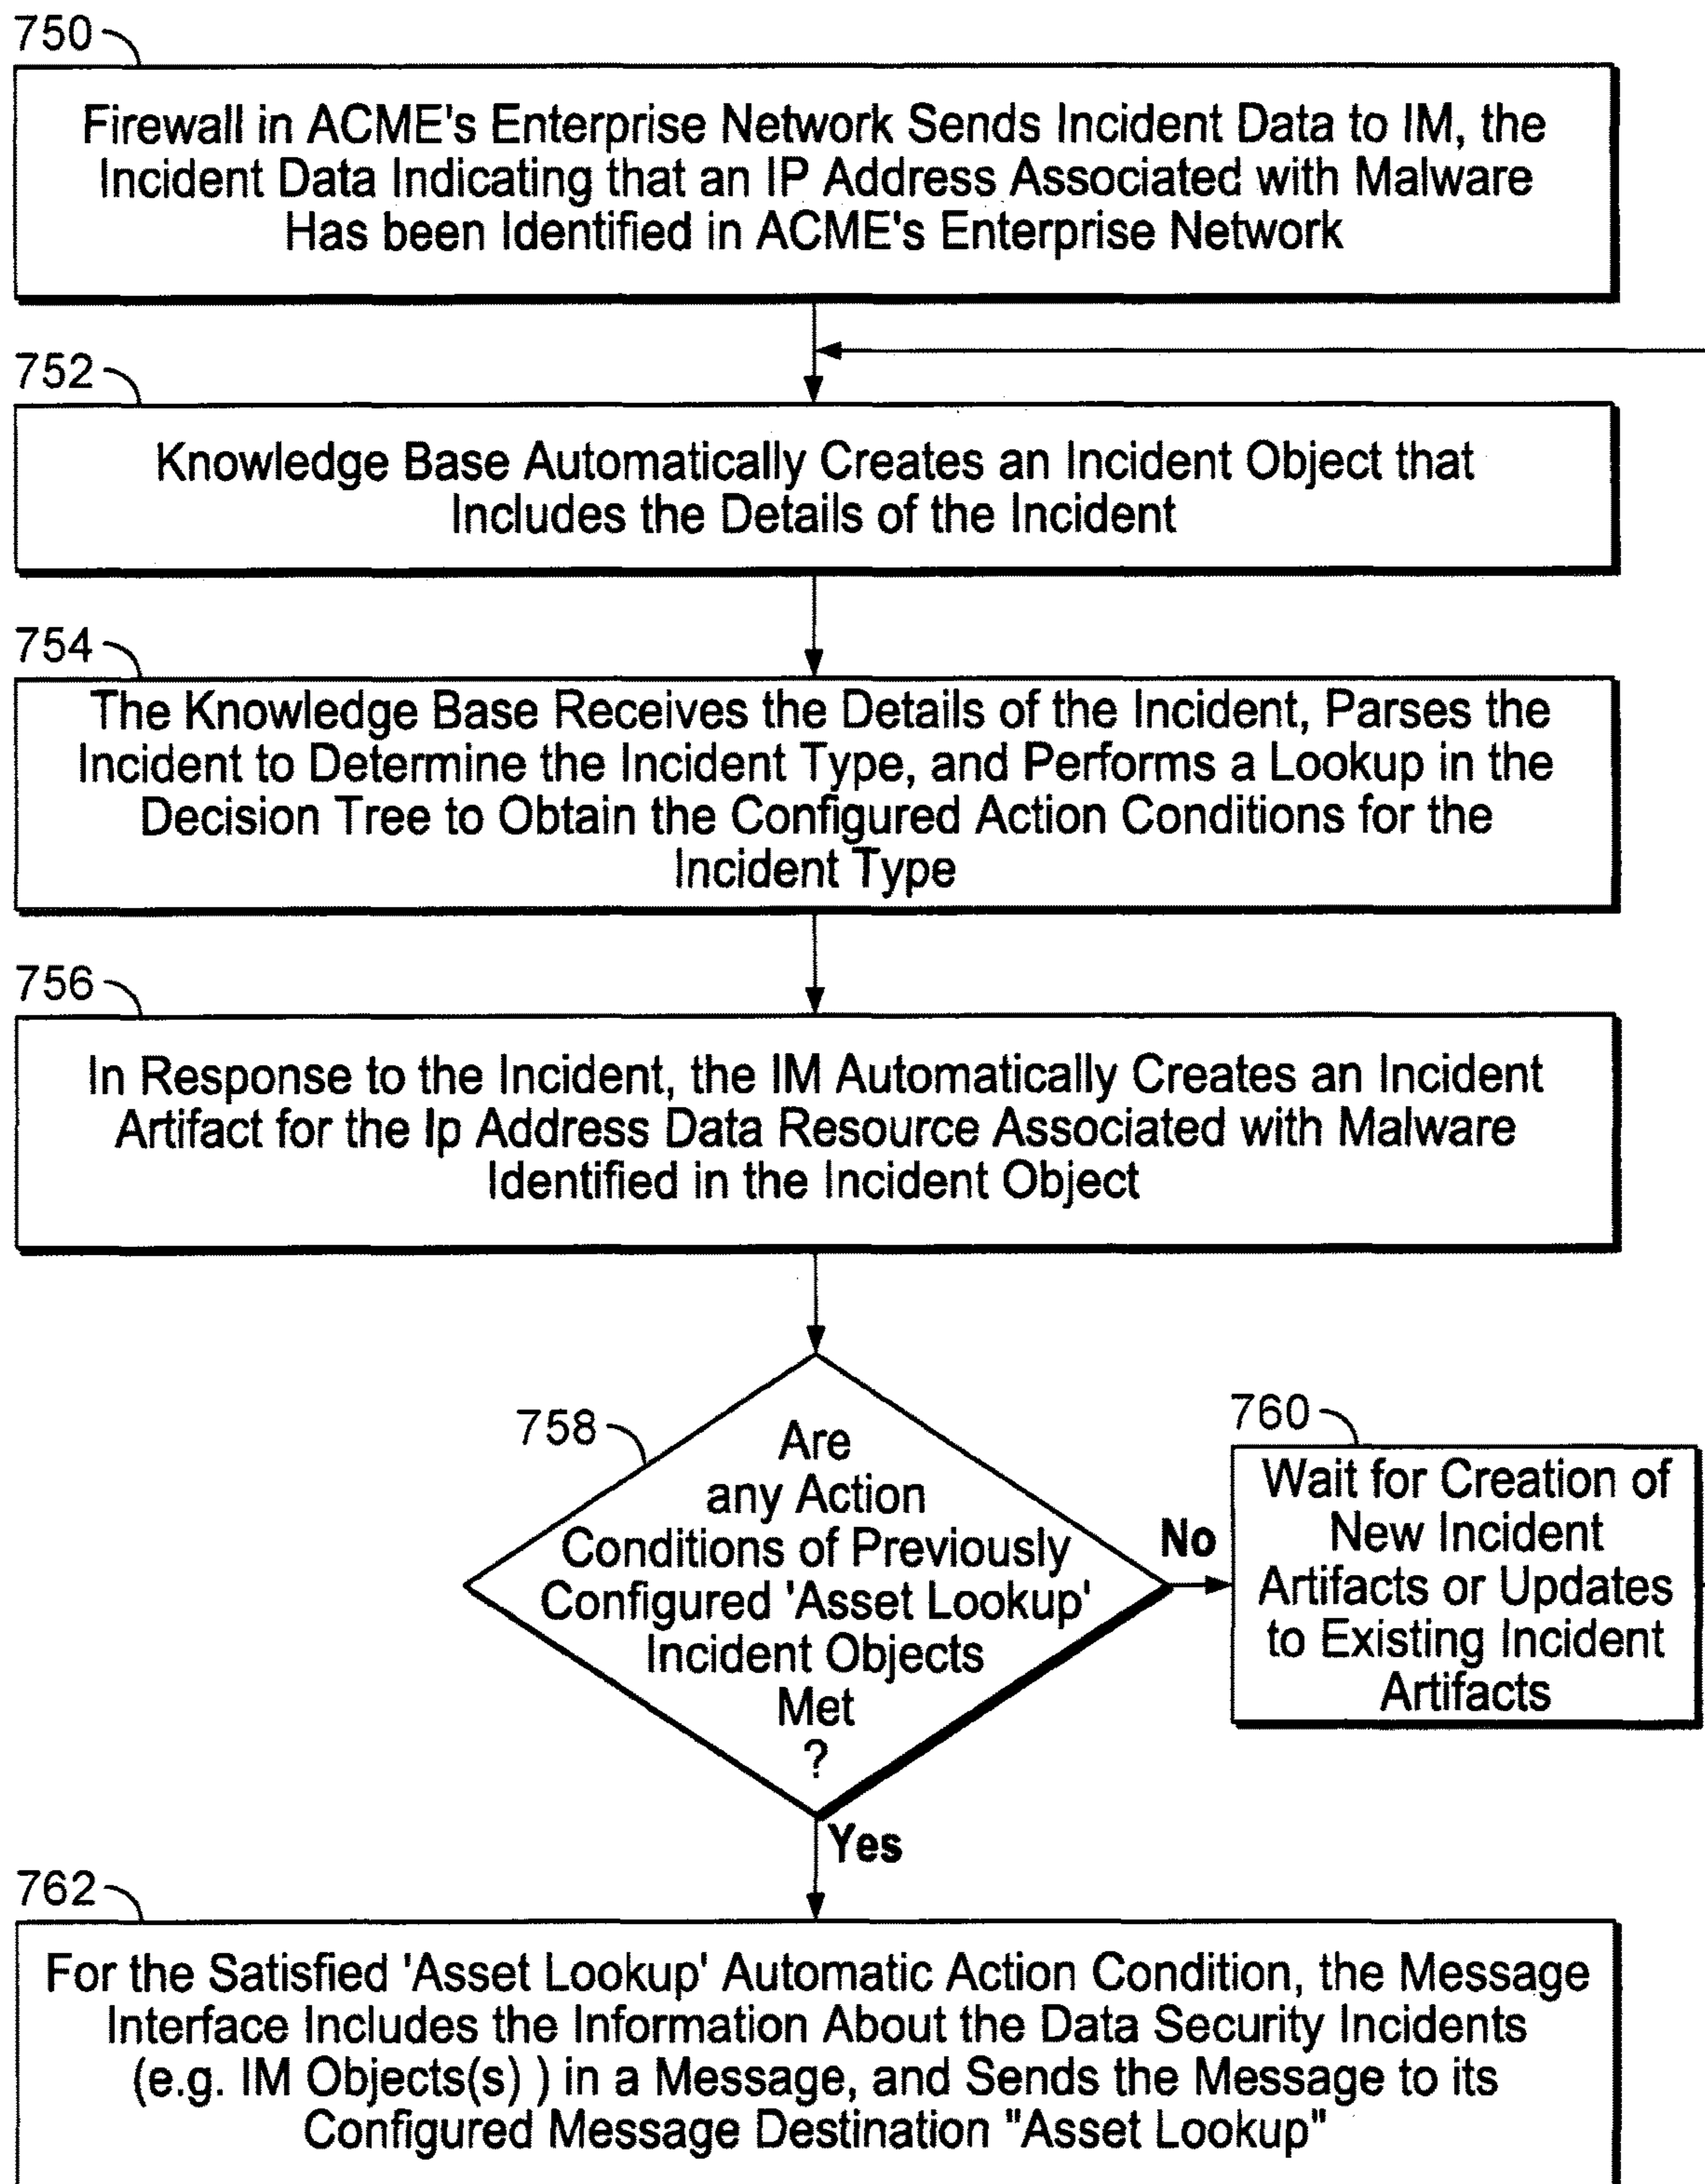 750
Firewall in ACME's Enterprise Network Sends Incident Data to IM, the
Incident Data Indicating that an IP Address Associated with Malware
Has been Identified in ACME's Enterprise Network
752
Knowledge Base Automatically Creates an Incident Object that
Includes the Details of the Incident
754
The Knowledge Base Receives the Details of the Incident, Parses the
Incident to Determine the Incident Type, and Performs a Lookup in the
Decision Tree to Obtain the Configured Action Conditions for the
Incident Type
756
In Response to the Incident, the IM Automatically Creates an Incident
Artifact for the Ip Address Data Resource Associated with Malware
Identified in the Incident Object
758
Are
any Action
Conditions of Previously
Configured 'Asset Lookup'
Incident Objects
Met
?
No
760
Wait for Creation of
New Incident
Artifacts or Updates
to Existing Incident
Artifacts
Yes
762
For the Satisfied 'Asset Lookup' Automatic Action Condition, the Message
Interface Includes the Information About the Data Security Incidents
(e.g. IM Objects(s) ) in a Message, and Sends the Message to its
Configured Message Destination "Asset Lookup"